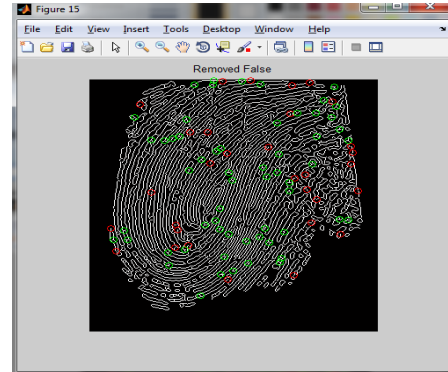 Figure 15
File Edit View Insert Tools Desktop Window Help
Removed False